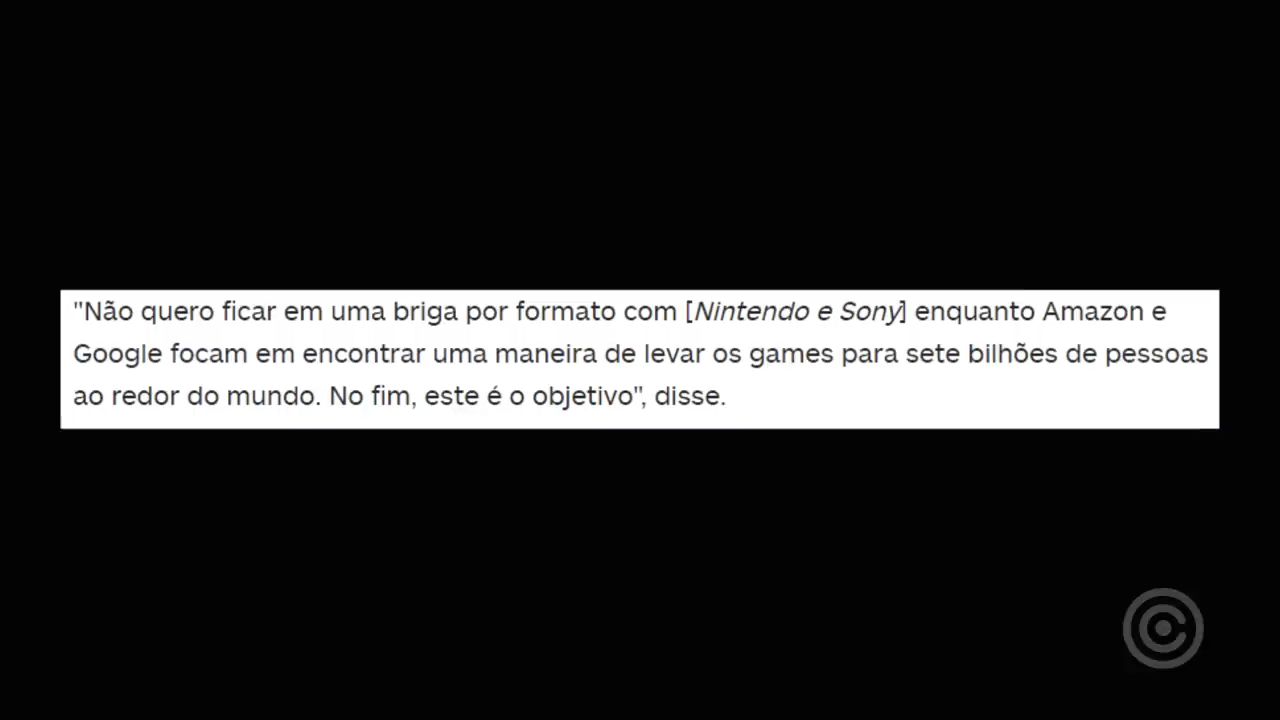 "Não quero ficar em uma briga por formato com [Nintendo e Sony] enquanto Amazon e
Google focam em encontrar uma maneira de levar os games para sete bilhões de pessoas
ao redor do mundo. No fim, este é o objetivo", disse.